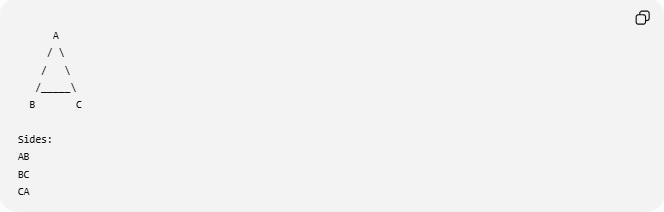 A
/ \
/   \
/_____\
B       C
Sides:
AB
BC
CA